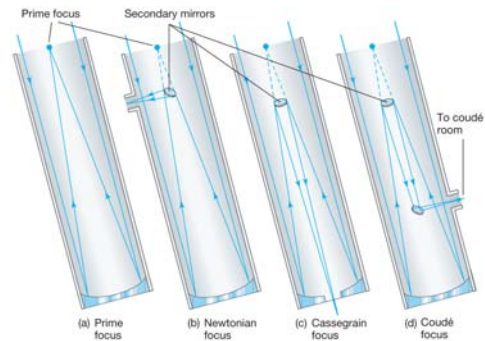 Prime focus
Secondary mirrors
To coudé
room
(a) Prime
focus
(b) Newtonian
focus
(c) Cassegrain
focus
(d) Coudé
focus